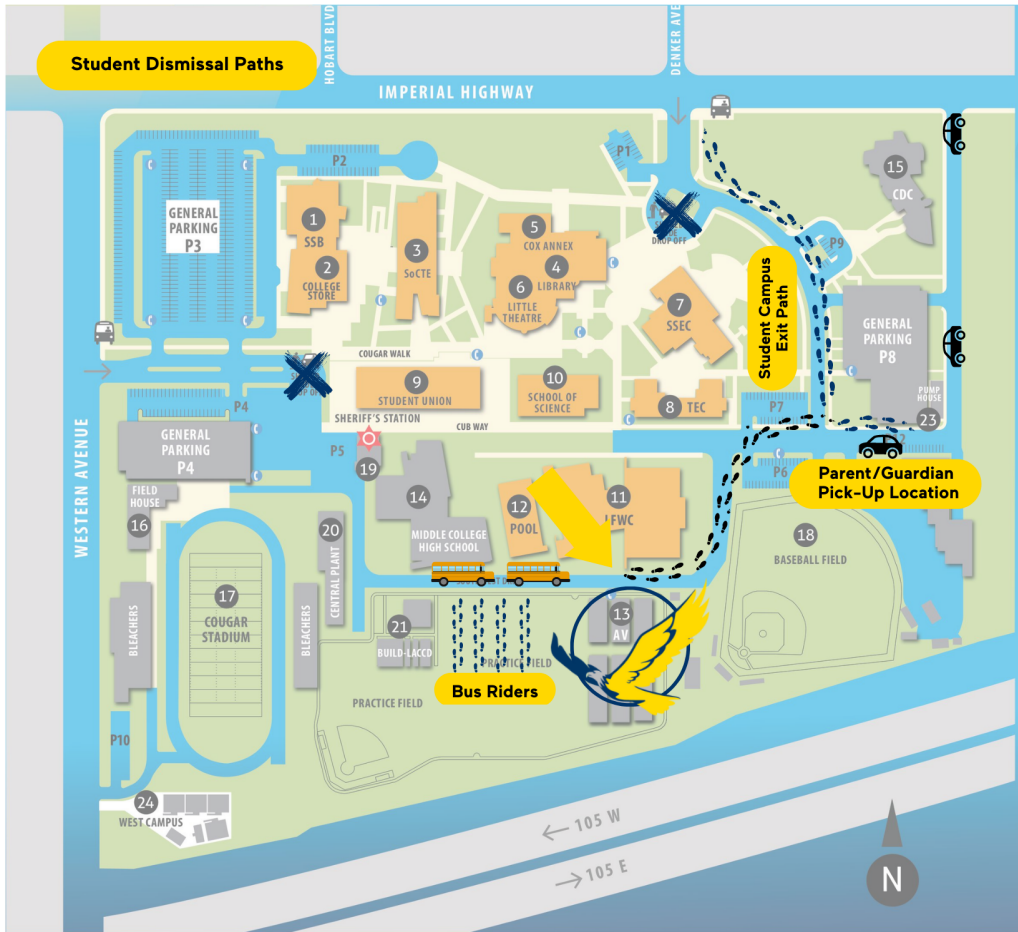 Student Dismissal Paths
HOBART BLVD
DENKER AVE
IMPERIAL HIGHWAY
P2
P1
15
CDC
GENERAL
PARKING
P3
1
SSB
2
COLLEGE
STORE
3
SoCTE
5
COX ANNEX
4
LIBRARY
6
LITTLE
THEATRE
DROP OFF
7
SSEC
Student Campus
Exit Path
P9
GENERAL
PARKING
P8
COUGAR WALK
9
STUDENT UNION
10
SCHOOL OF
SCIENCE
8
TEC
P7
PUMP
HOUSE
23
WESTERN AVENUE
P4
GENERAL
PARKING
P4
SHERIFF'S STATION
CUB WAY
P5
19
P6
Parent/Guardian
Pick-Up Location
FIELD
HOUSE
16
14
MIDDLE COLLEGE
HIGH SCHOOL
12
POOL
11
FWC
18
BASEBALL FIELD
20
CENTRAL PLANT
17
COUGAR
STADIUM
BLEACHERS
BLEACHERS
21
BUILD-LACCD
13
AV
PRACTICE FIELD
Bus Riders
PRACTICE FIELD
P10
24
WEST CAMPUS
105 W
105 E
N